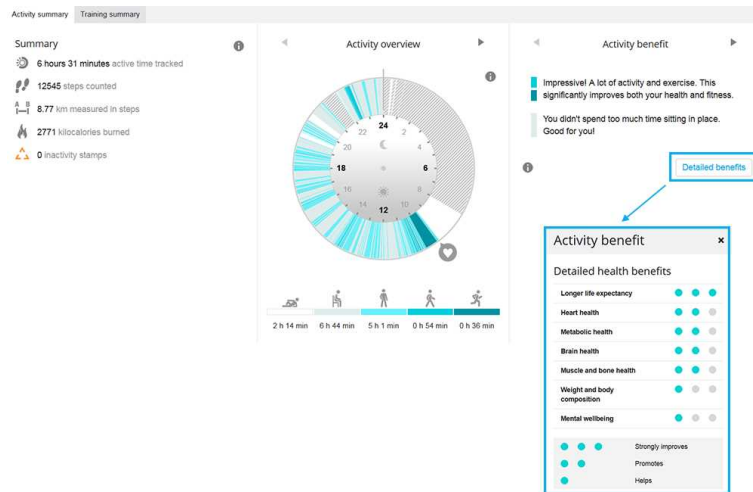 Activity summary
Training summary
Summary
6 hours 31 minutes active time tracked
12545 steps counted
A B
8.77 km measured in steps
2771 kilocalories burned
0 inactivity stamps
Activity overview
24
2
4
6
8
10
12
14
16
18
20
22
2 h 14 min
6 h 44 min
5 h 1 min
0 h 54 min
0 h 36 min
Activity benefit
Impressive! A lot of activity and exercise. This
significantly improves both your health and fitness.
You didn't spend too much time sitting in place.
Good for you!
Detailed benefits
Activity benefit ×
Detailed health benefits
Longer life expectancy
Heart health
Metabolic health
Brain health
Muscle and bone health
Weight and body
composition
Mental wellbeing
Strongly improves
Promotes
Helps